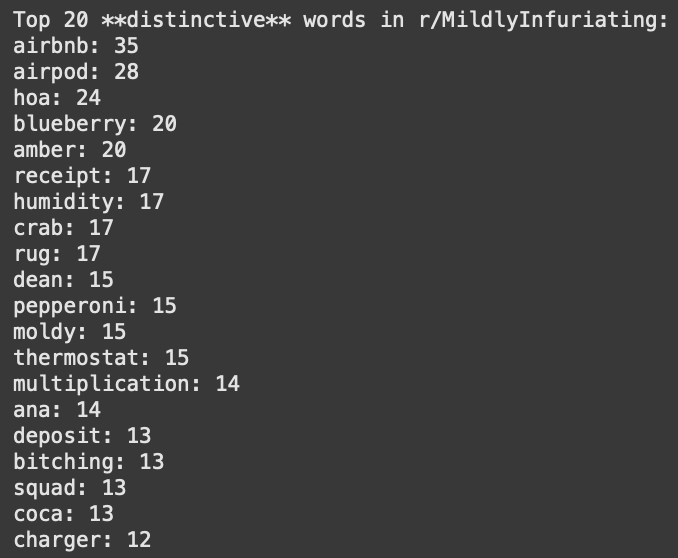 Top 20 **distinctive** words in r/MildlyInfuriating:
airbnb: 35
airpod: 28
hoa: 24
blueberry: 20
amber: 20
receipt: 17
humidity: 17
crab: 17
rug: 17
dean: 15
pepperoni: 15
moldy: 15
thermostat: 15
multiplication: 14
ana: 14
deposit: 13
bitching: 13
squad: 13
coca: 13
charger: 12